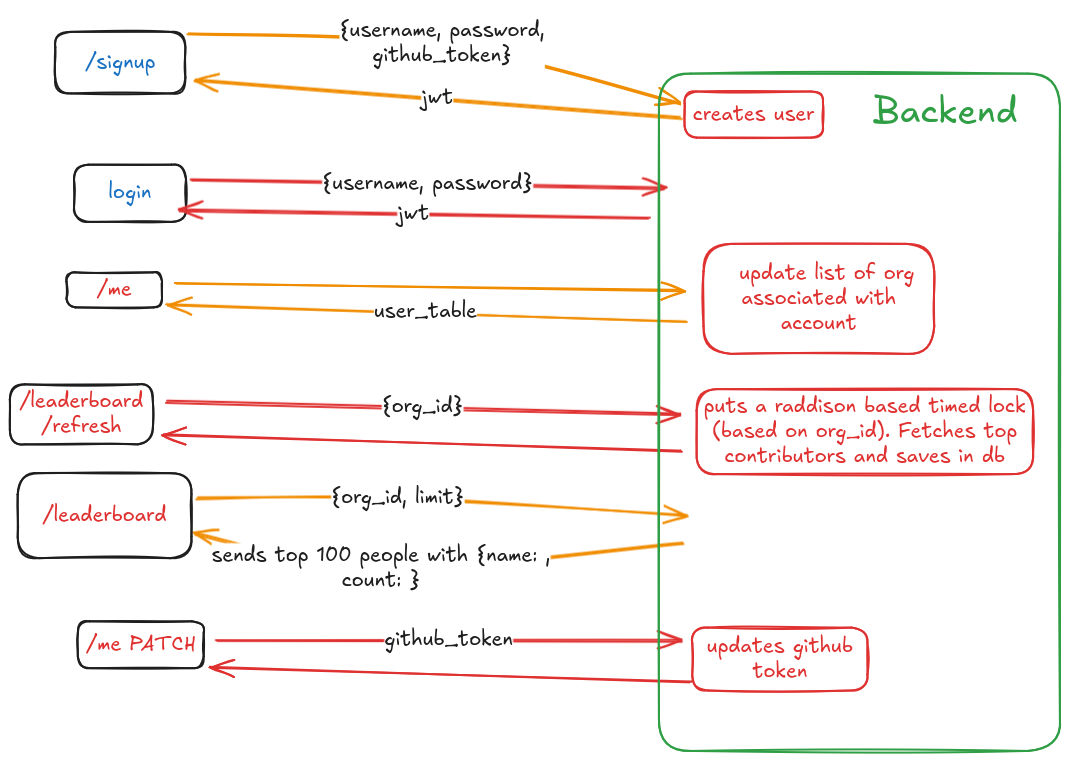 {username, password,
github_token}
/signup
jwt
creates user
Backend
login
{username, password}
jwt
/me
user_table
update list of org
associated with
account
/leaderboard
/refresh
{org_id}
puts a raddison based timed lock
(based on org_id). Fetches top
contributors and saves in db
/leaderboard
{org_id, limit}
sends top 100 people with {name: ,
count: }
/me PATCH
github_token
updates github
token